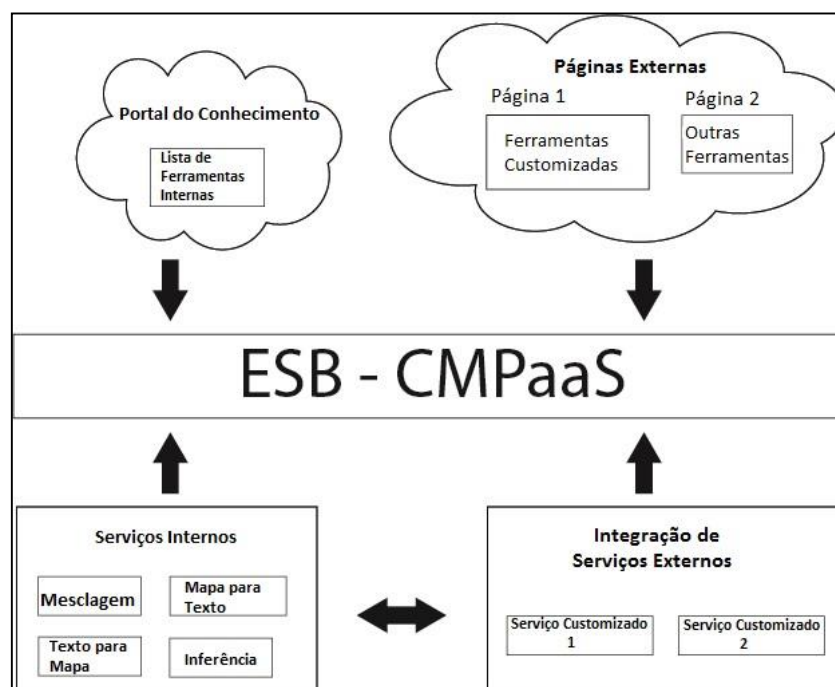 Portal do Conhecimento
Lista de
Ferramentas
Internas
Páginas Externas
Página 1
Ferramentas
Customizadas
Página 2
Outras
Ferramentas
ESB - CMPaaS
Serviços Internos
Mesclagem
Mapa para
Texto
Texto para
Mapa
Inferência
Integração de
Serviços Externos
Serviço Customizado
1
Serviço Customizado
2